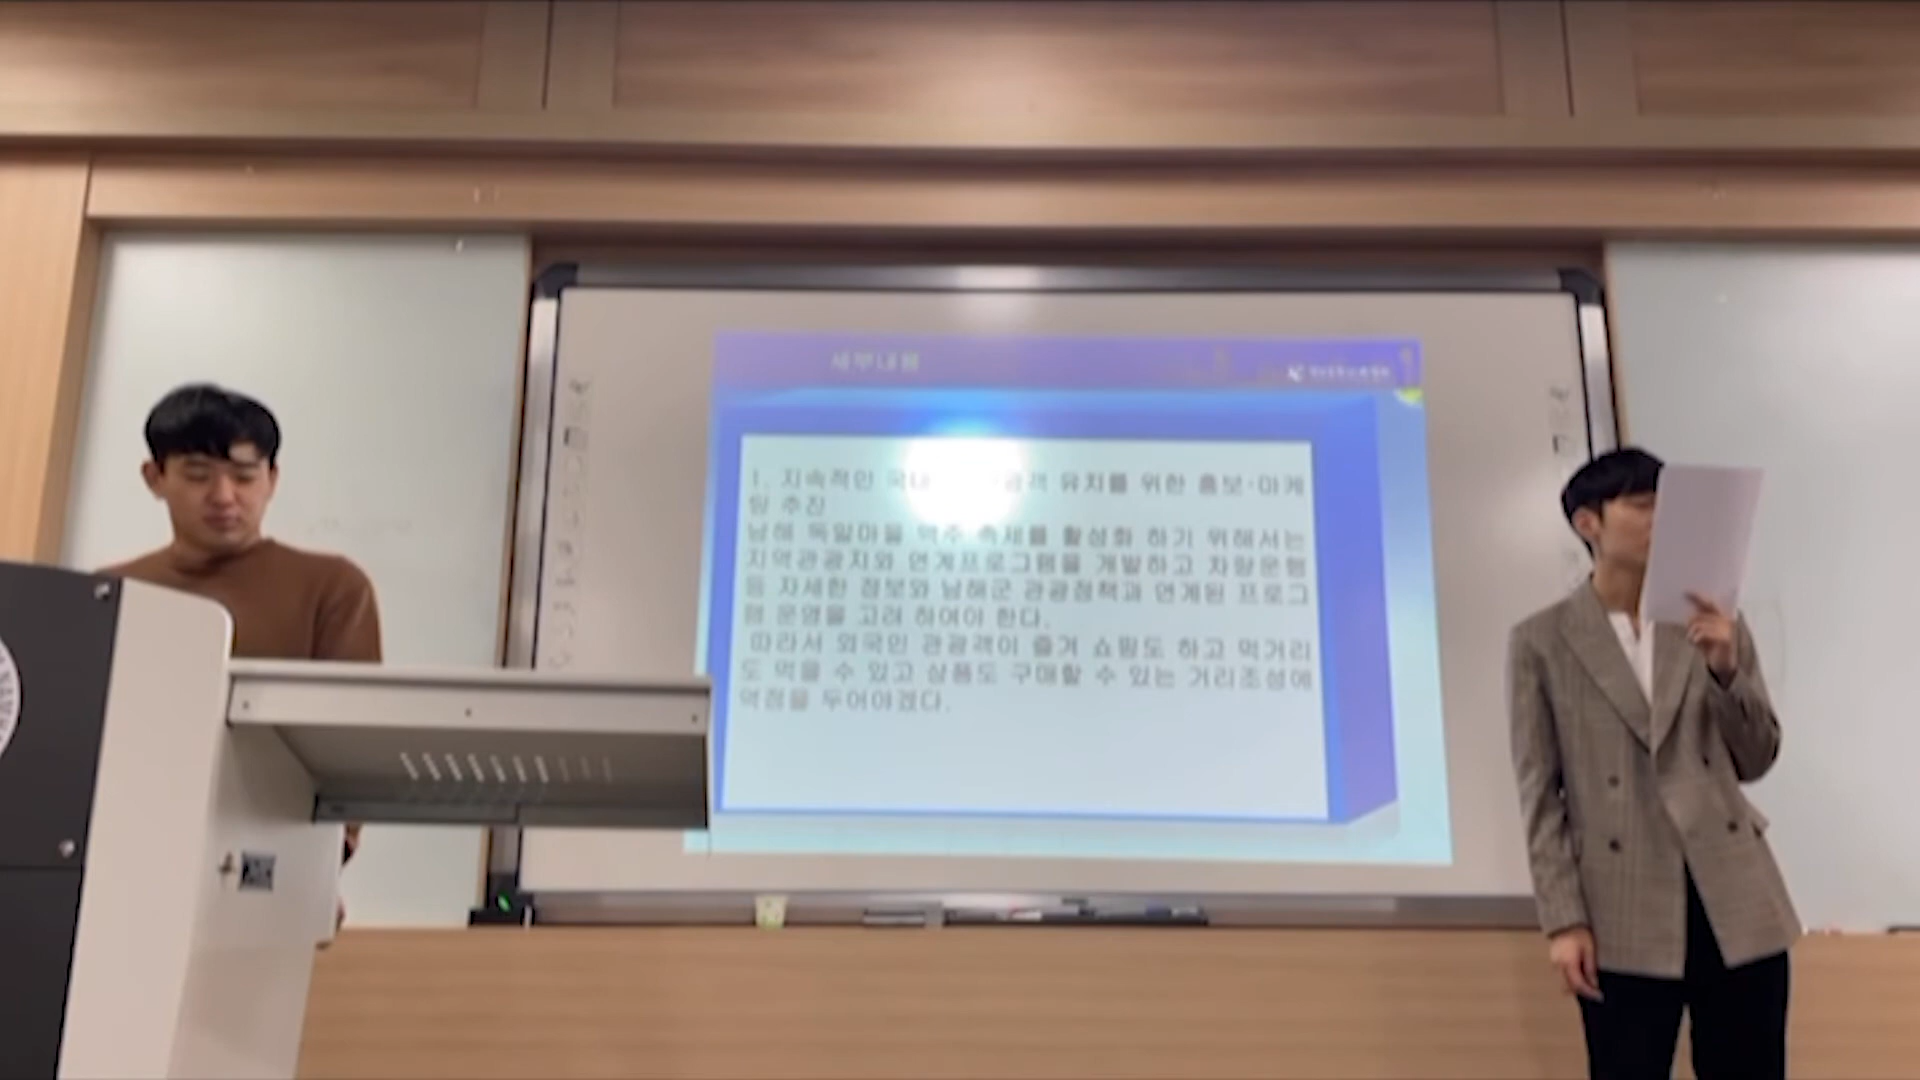 세부내용
1. 지속적인 국내 관광객 유치를 위한 홍보·마케
팅 추진
남해 독일마을 맥주 축제를 활성화 하기 위해서는
지역관광지와 연계프로그램을 개발하고 차량운행
등 자세한 정보와 남해군 관광정책과 연계된 프로그
램 운영을 고려 하여야 한다.
따라서 외국인 관광객이 즐겨 쇼핑도 하고 먹거리
도 먹을 수 있고 상품도 구매할 수 있는 거리조성에
역점을 두어야겠다.